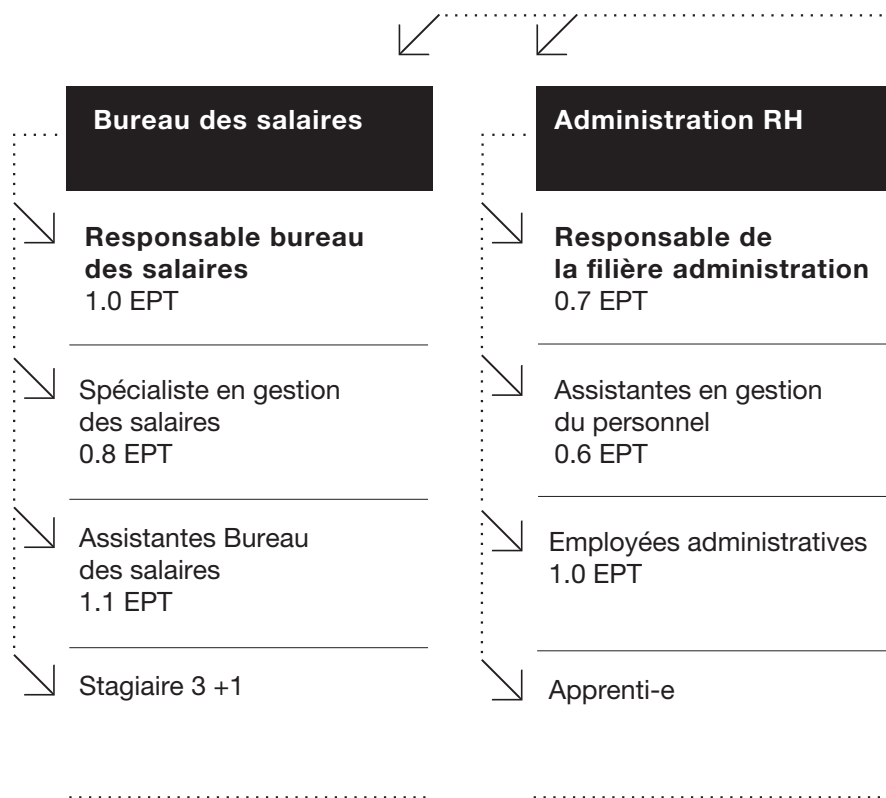 Bureau des salaires
Responsable bureau
des salaires
1.0 EPT
Spécialiste en gestion
des salaires
0.8 EPT
Assistantes Bureau
des salaires
1.1 EPT
Stagiaire 3 +1
Administration RH
Responsable de
la filière administration
0.7 EPT
Assistantes en gestion
du personnel
0.6 EPT
Employées administratives
1.0 EPT
Apprenti-e